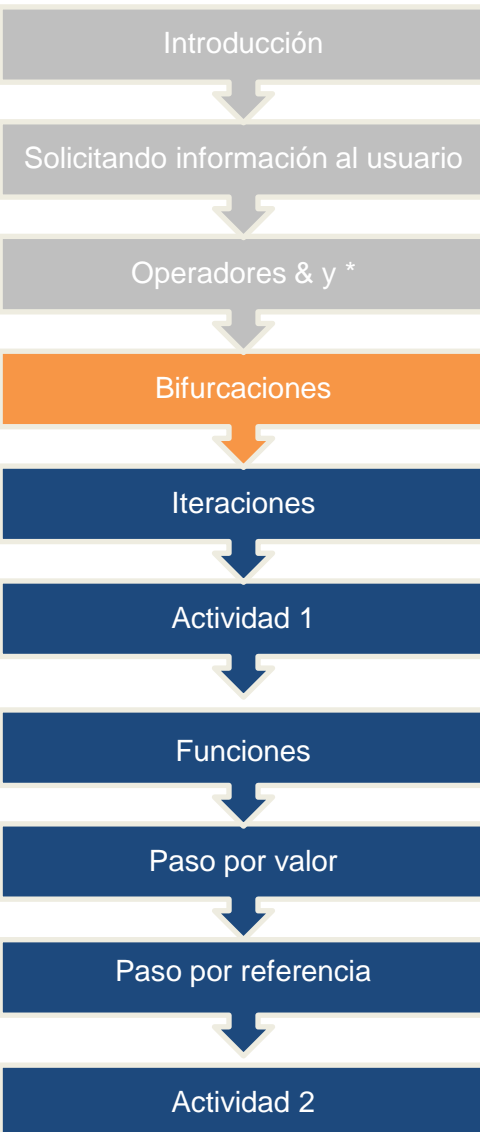 Introducción
Solicitando información al usuario
Operadores & y *
Bifurcaciones
Iteraciones
Actividad 1
Funciones
Paso por valor
Paso por referencia
Actividad 2